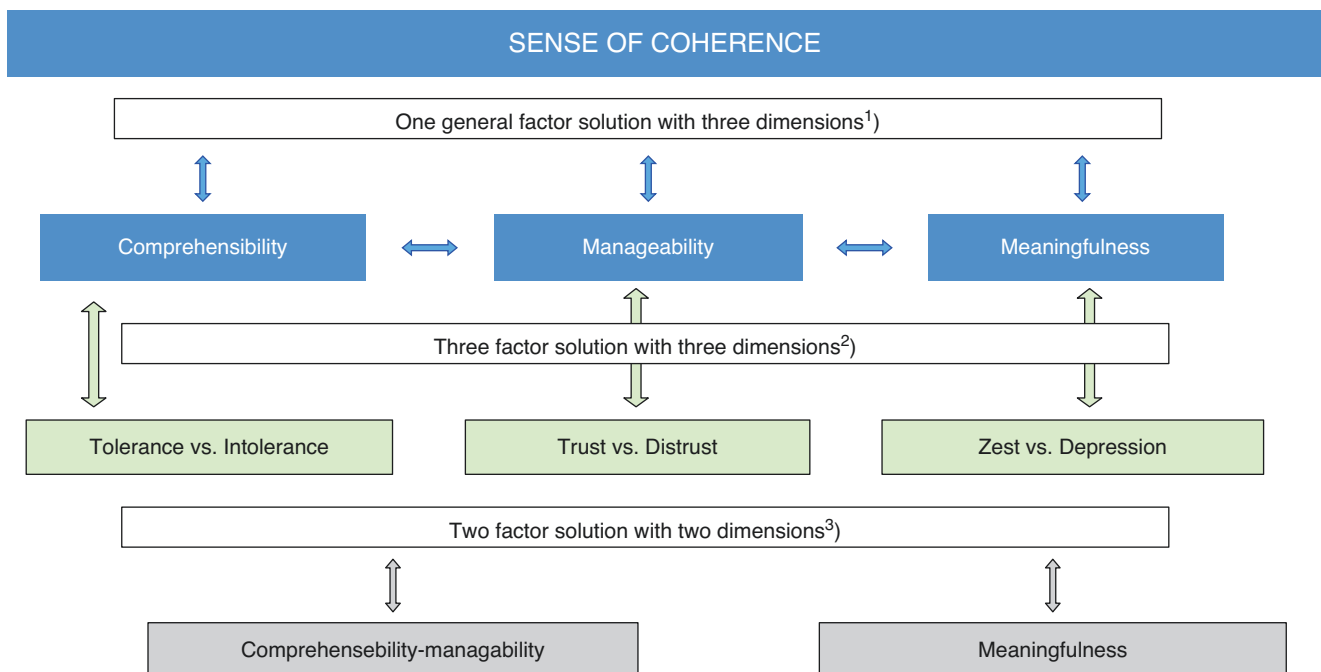 SENSE OF COHERENCE
One general factor solution with three dimensions¹)
Comprehensibility
Manageability
Meaningfulness
Three factor solution with three dimensions²)
Tolerance vs. Intolerance
Trust vs. Distrust
Zest vs. Depression
Two factor solution with two dimensions³)
Comprehensebility-managability
Meaningfulness